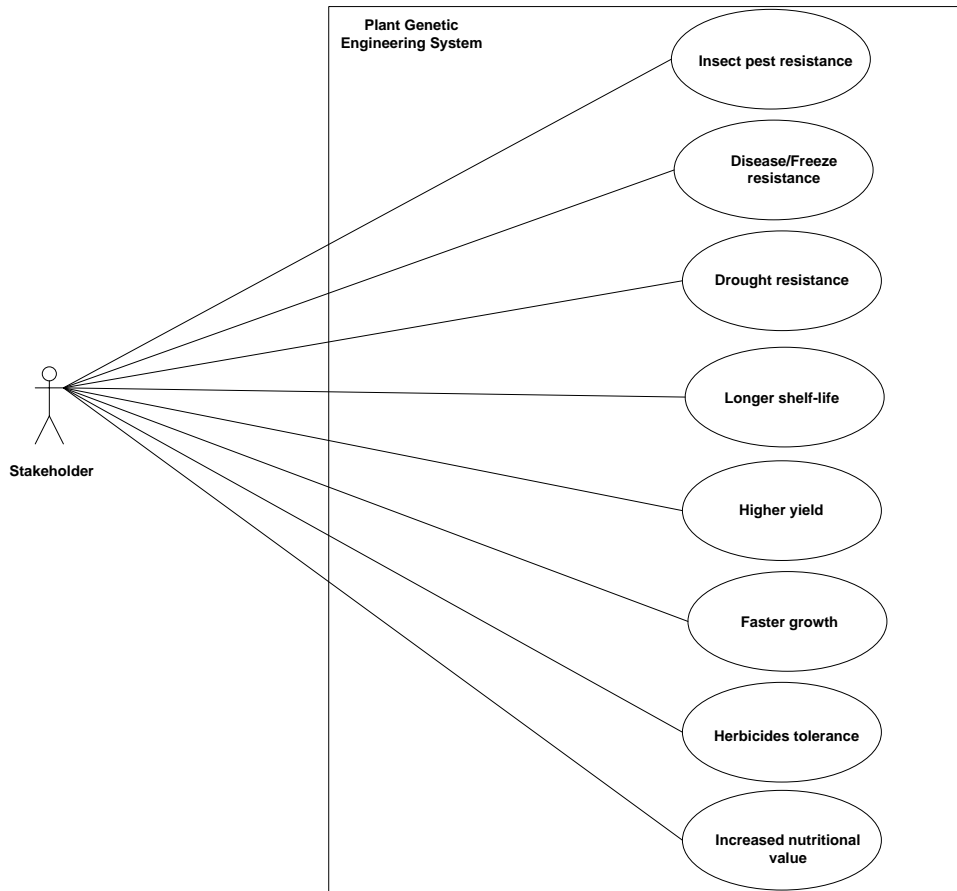 Plant Genetic
Engineering System
Insect pest resistance
Disease/Freeze
resistance
Drought resistance
Longer shelf-life
Stakeholder
Higher yield
Faster growth
Herbicides tolerance
Increased nutritional
value